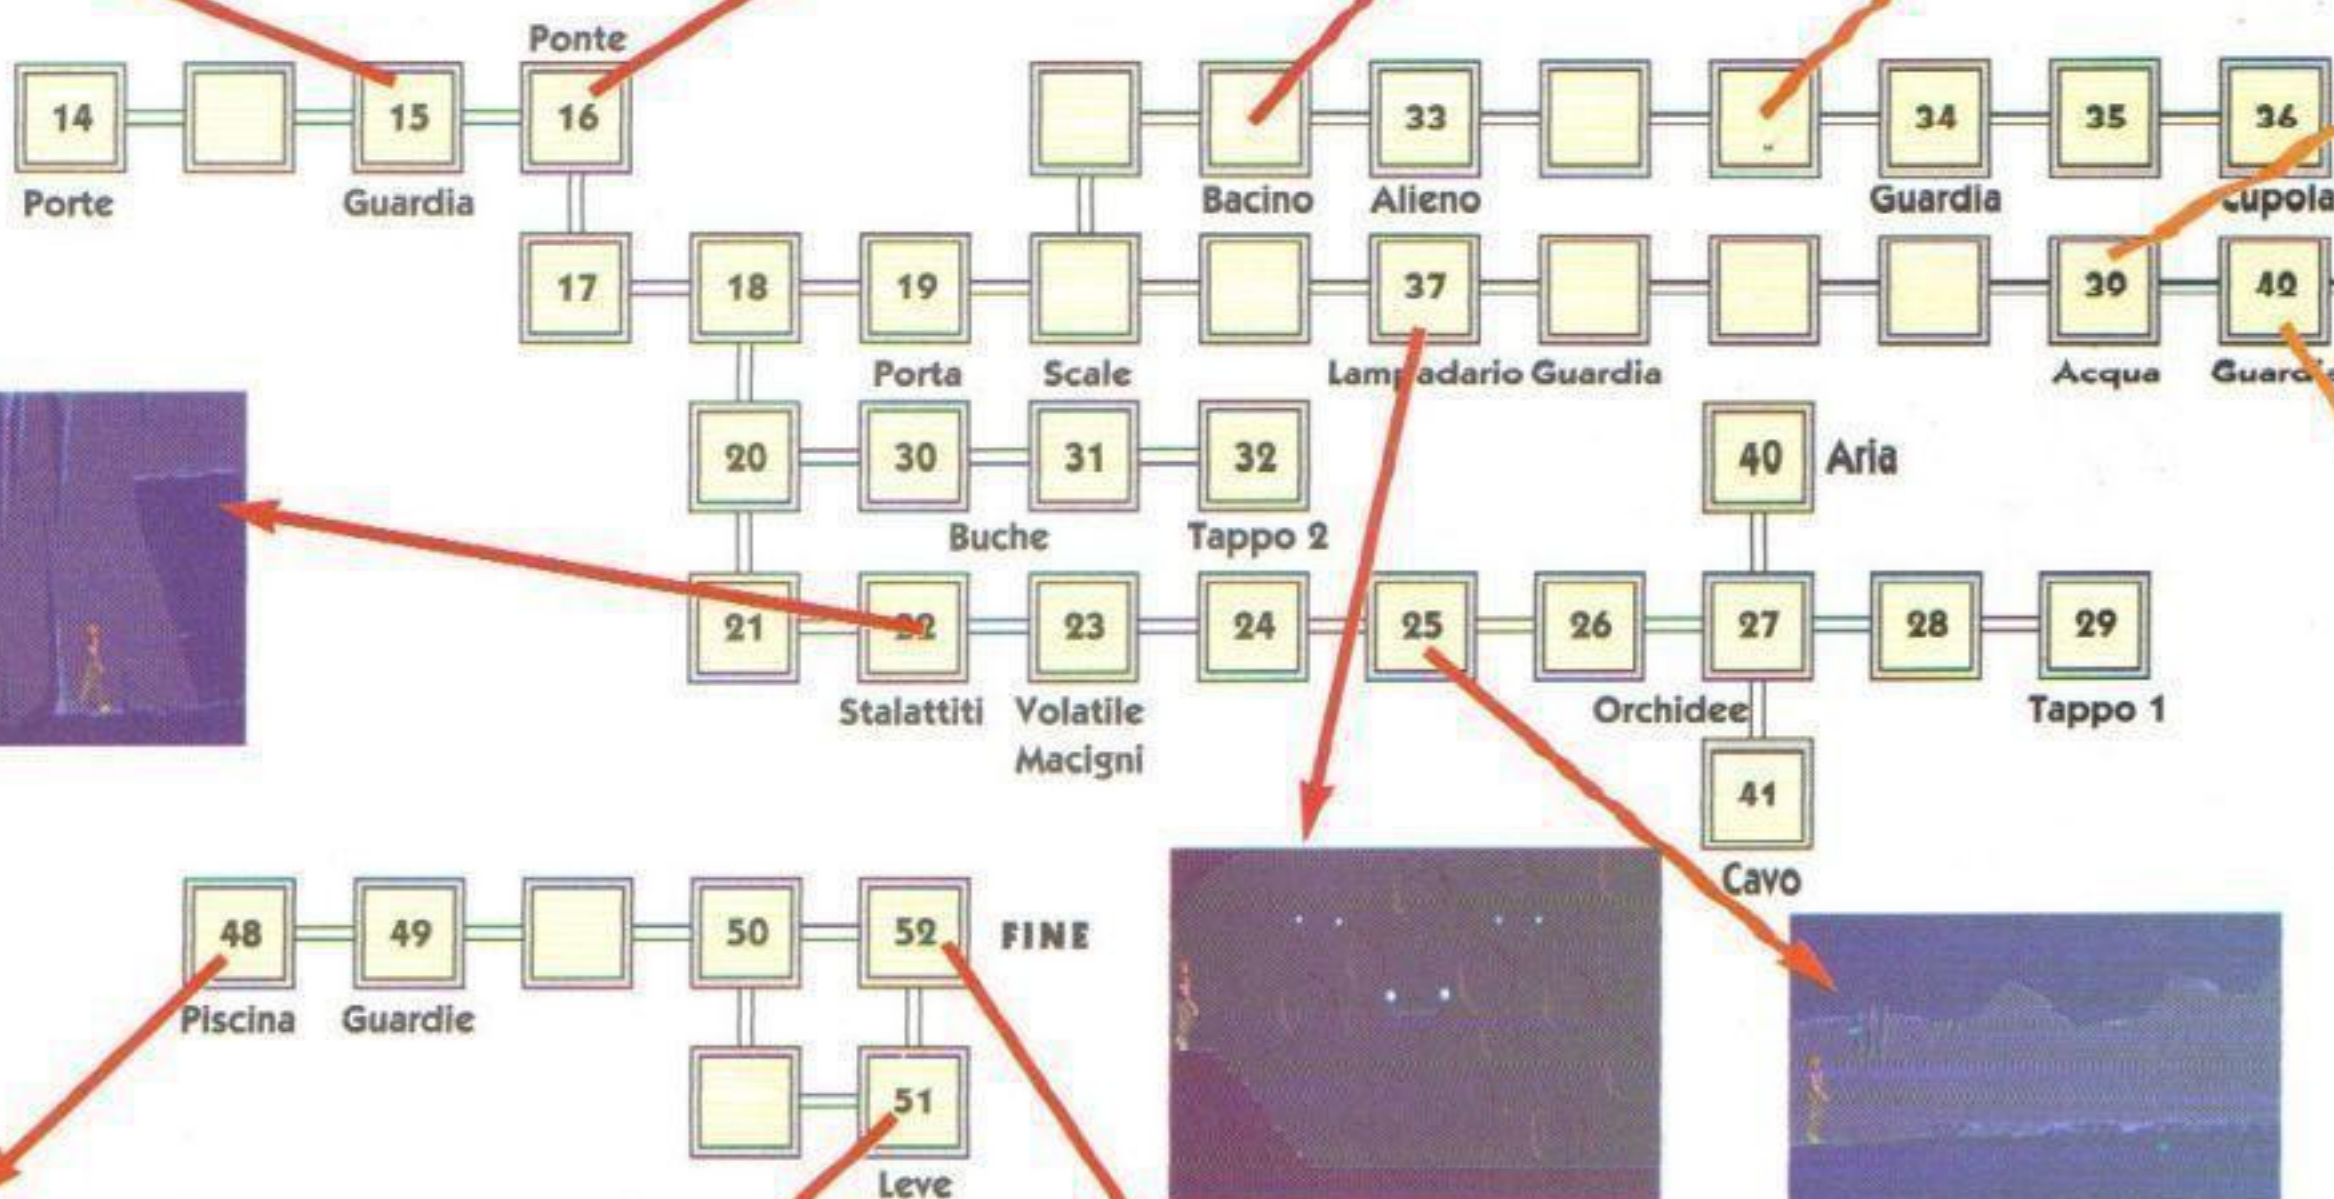 Ponte
14 15 16 33 34 35 36
Porte Guardia Bacino Alieno Guardia Cupola
17 18 19 37 39 42
Porta Scale Lampadario Guardia Acqua Guardia
20 30 31 32 40 Aria
Buche Tappo 2
21 22 23 24 25 26 27 28 29
Stalattiti Volatile Orchidee Tappo 1
Macigni
41
Cavo
48 49 50 52 FINE
Piscina Guardie
51
Leve